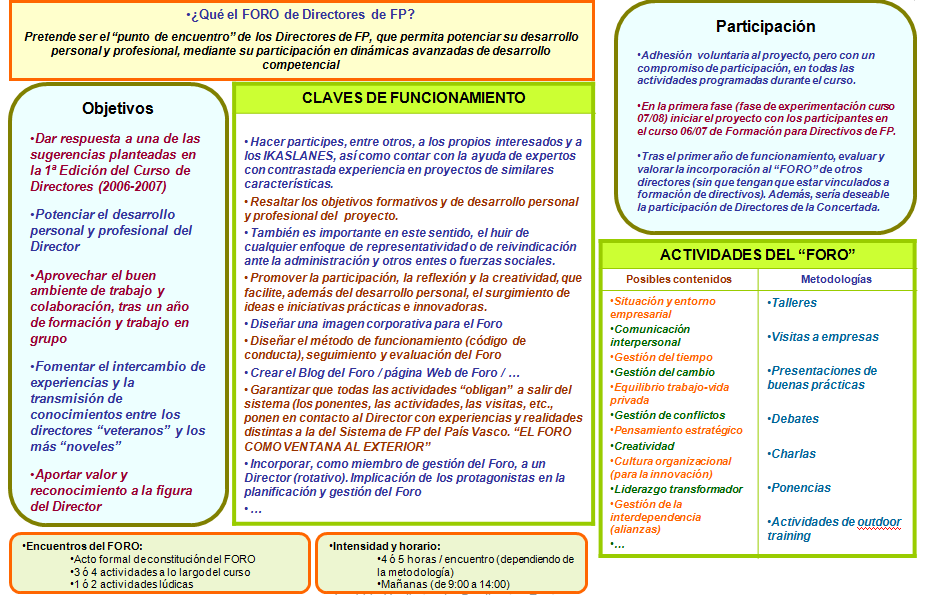 •¿Qué el FORO de Directores de FP?
Pretende ser el “punto de encuentro” de los Directores de FP, que permita potenciar su desarrollo
personal y profesional, mediante su participación en dinámicas avanzadas de desarrollo
competencial
Objetivos
•Dar respuesta a una de las
sugerencias planteadas en
la 1ª Edición del Curso de
Directores (2006-2007)
•Potenciar el desarrollo
personal y profesional del
Director
•Aprovechar el buen
ambiente de trabajo y
colaboración, tras un año
de formación y trabajo en
grupo
•Fomentar el intercambio de
experiencias y la
transmisión de
conocimientos entre los
directores “veteranos” y los
más “noveles”
•Aportar valor y
reconocimiento a la figura
del Director
CLAVES DE FUNCIONAMIENTO
•Hacer participes, entre otros, a los propios interesados y a
los IKASLANES, así como contar con la ayuda de expertos
con contrastada experiencia en proyectos de similares
características.
•Resaltar los objetivos formativos y de desarrollo personal
y profesional del proyecto.
•También es importante en este sentido, el huir de
cualquier enfoque de representatividad o de reivindicación
ante la administración y otros entes o fuerzas sociales.
•Promover la participación, la reflexión y la creatividad, que
facilite, además del desarrollo personal, el surgimiento de
ideas e iniciativas prácticas e innovadoras.
•Diseñar una imagen corporativa para el Foro
•Diseñar el método de funcionamiento (código de
conducta), seguimiento y evaluación del Foro
•Crear el Blog del Foro / página Web de Foro / …
•Garantizar que todas las actividades “obligan” a salir del
sistema (los ponentes, las actividades, las visitas, etc.,
ponen en contacto al Director con experiencias y realidades
distintas a la del Sistema de FP del País Vasco. “EL FORO
COMO VENTANA AL EXTERIOR”
•Incorporar, como miembro de gestión del Foro, a un
Director (rotativo). Implicación de los protagonistas en la
planificación y gestión del Foro
•…
Participación
•Adhesión voluntaria al proyecto, pero con un
compromiso de participación, en todas las
actividades programadas durante el curso.
•En la primera fase (fase de experimentación curso
07/08) iniciar el proyecto con los participantes en
el curso 06/07 de Formación para Directivos de FP.
•Tras el primer año de funcionamiento, evaluar y
valorar la incorporación al “FORO” de otros
directores (sin que tengan que estar vinculados a
formación de directivos). Además, sería deseable
la participación de Directores de la Concertada.
ACTIVIDADES DEL “FORO”
Posibles contenidos
•Situación y entorno
empresarial
•Comunicación
interpersonal
•Gestión del tiempo
•Gestión del cambio
•Equilibrio trabajo-vida
privada
•Gestión de conflictos
•Pensamiento estratégico
•Creatividad
•Cultura organizacional
(para la innovación)
•Liderazgo transformador
•Gestión de la
interdependencia
(alianzas)
•…
Metodologías
•Talleres
•Visitas a empresas
•Presentaciones de
buenas prácticas
•Debates
•Charlas
•Ponencias
•Actividades de outdoor
training
•Encuentros del FORO:
•Acto formal de constitución del FORO
•3 ó 4 actividades a lo largo del curso
•1 ó 2 actividades lúdicas
•Intensidad y horario:
•4 ó 5 horas / encuentro (dependiendo de
la metodología)
•Mañanas (de 9:00 a 14:00)